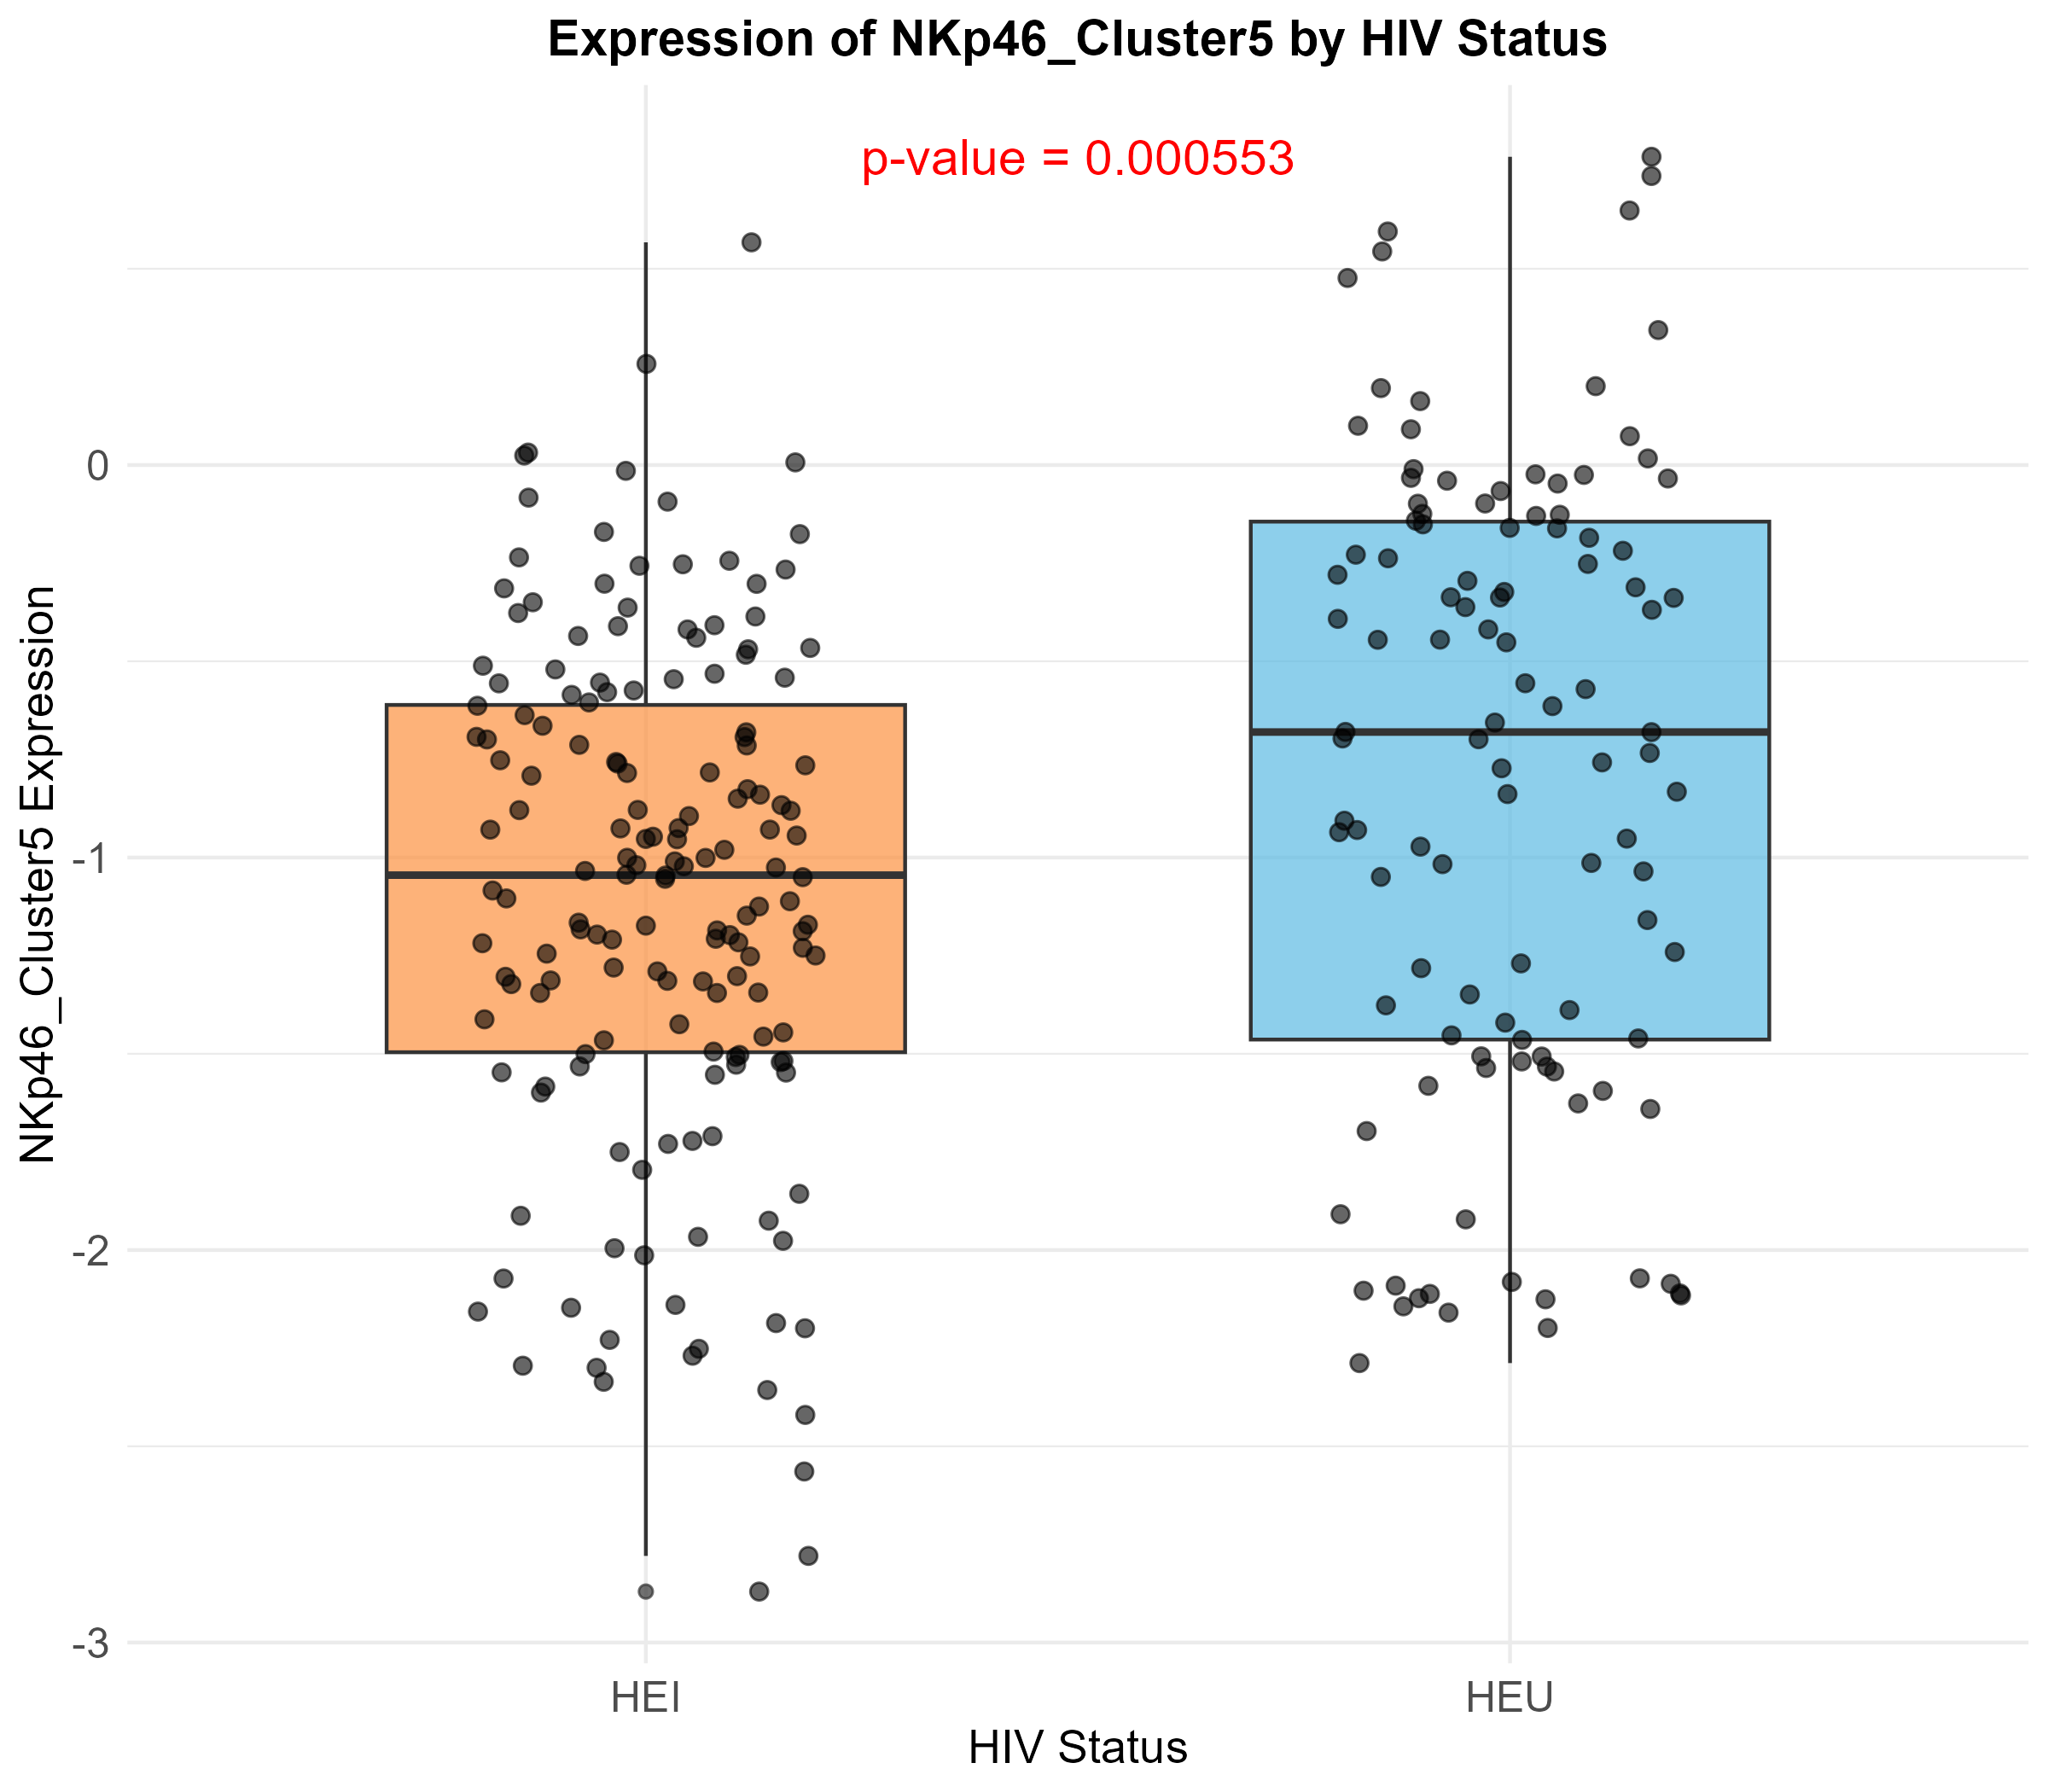 Expression of NKp46_Cluster5 by HIV Status
p-value = 0.000553
NKp46_Cluster5 Expression
0
-1
-2
-3
HEI
HEU
HIV Status